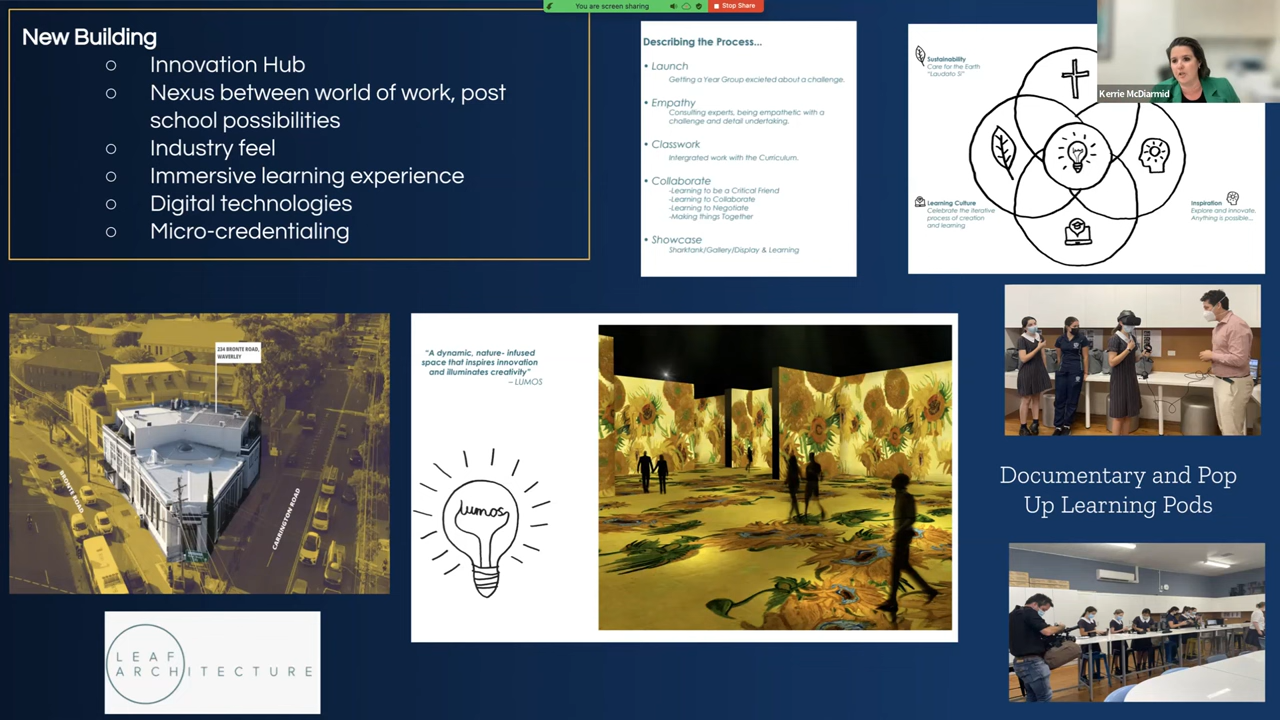 You are screen sharing
Stop Share
New Building
Innovation Hub
Nexus between world of work, post
school possibilities
Industry feel
Immersive learning experience
Digital technologies
Micro-credentialing
Describing the Process...
• Launch
Getting a Year Group excieted about a challenge.
• Empathy
Consulting experts, being empathetic with a
challenge and detail undertaking.
• Classwork
Intergrated work with the Curriculum.
• Collaborate
-Learning to be a Critical Friend
-Learning to Collaborate
-Learning to Negotiate
-Making things Together
• Showcase
Sharktank/Gallery/Display & Learning
Sustainability
Care for the Earth
"Laudato Si"
Learning Culture
Celebrate the iterative
process of creation
and learning
Inspiration
Explore and innovate.
Anything is possible...
Kerrie McDiarmid
234 BRONTE ROAD,
WAVERLEY
BRONTE ROAD
CARRINGTON ROAD
"A dynamic, nature- infused
space that inspires innovation
and illuminates creativity"
– LUMOS
lumos
Documentary and Pop
Up Learning Pods
LEAF
ARCHITECTURE